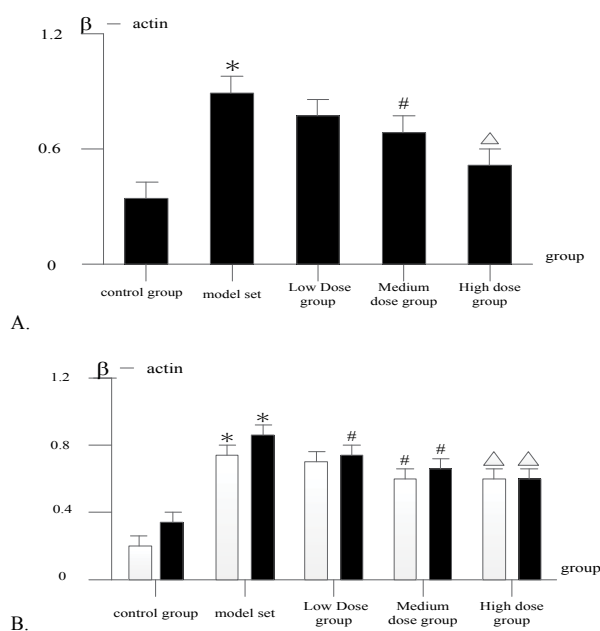 β — actin
1.2
*
#
△
0.6
0
group
control group
model set
Low Dose
group
Medium
dose group
High dose
group
A.
β — actin
1.2
*
*
#
#
#
△
△
0.8
0.4
0
group
control group
model set
Low Dose
group
Medium
dose group
High dose
group
B.